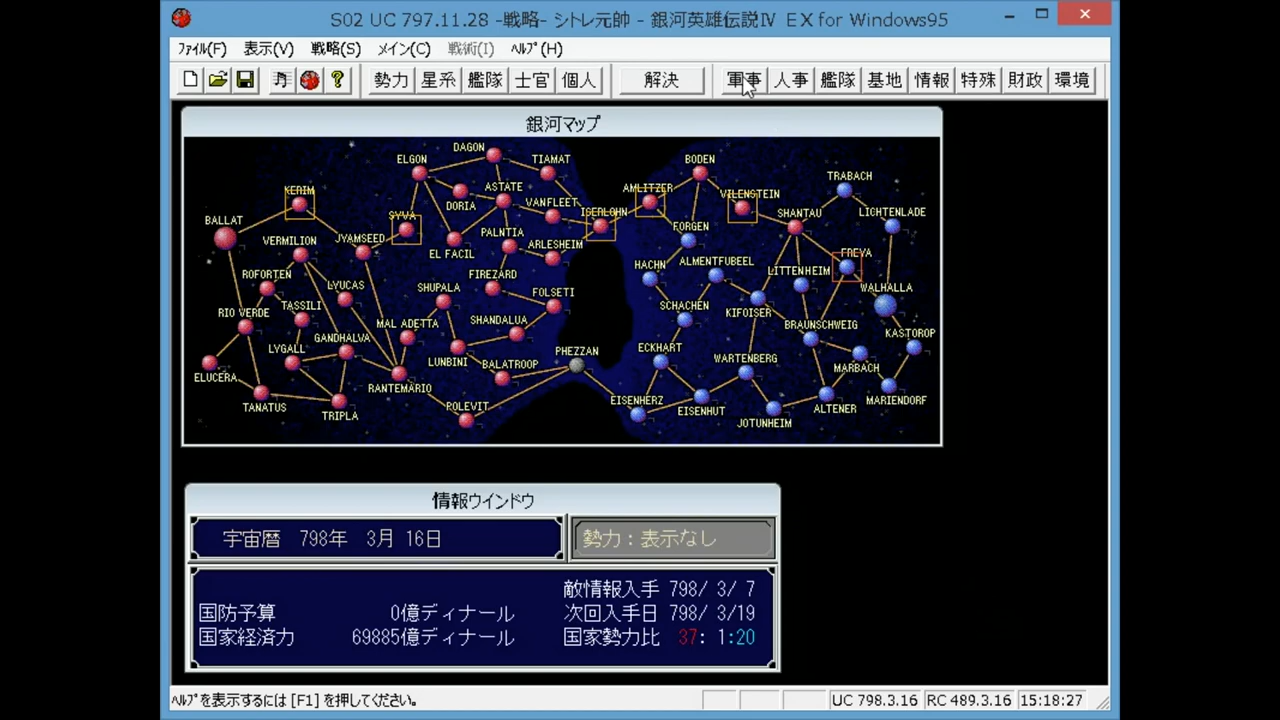 S02 UC 797.11.28 -戦略- シトレ元帥 - 銀河英雄伝説Ⅳ EX for Windows95
ﾌｧｲﾙ(F) 表示(V) 戦略(S) メイン(C) 戦術(I) ﾍﾙﾌﾟ(H)
勢力 星系 艦隊 士官 個人 解決 軍事 人事 艦隊 基地 情報 特殊 財政 環境
銀河マップ
DAGON
ELGON
TIAMAT
BODEN
TRABACH
XERIM
ASTATE
AMLITZER
VILENSTEIN
DORIA
VANFLEET
BALLAT
SYVA
ISERLOHN
SHANTAU
LICHTENLADE
VERMILION
JYAMSEED
PALNTIA
FORGEN
EL FACIL
ARLESHEIM
FREYA
ROFORTEN
FIREZARD
HACHN
ALMENTFUBEEL
LITTENHEIM
LYUCAS
SHUPALA
FOLSETI
WALHALLA
TASSILI
SCHACHEN
RIO VERDE
MAL ADETTA
SHANDALUA
KIFOISER
BRAUNSCHWEIG
KASTOROP
LYGALL
GANDHALVA
LUNBINI
BALATROOP
PHEZZAN
ECKHART
WARTENBERG
MARBACH
ELUCERA
RANTEMARIO
TANATUS
TRIPLA
ROLEVIT
EISENHERZ
EISENHUT
JOTUNHEIM
ALTENER
MARIENDORF
情報ウインドウ
宇宙暦 798年 3月 16日
勢力：表示なし
敵情報入手 798/ 3/ 7
国防予算 0億ディナール 次回入手日 798/ 3/19
国家経済力 69885億ディナール 国家勢力比 37: 1:20
ﾍﾙﾌﾟを表示するには [F1] を押してください。 UC 798.3.16 RC 489.3.16 15:18:27